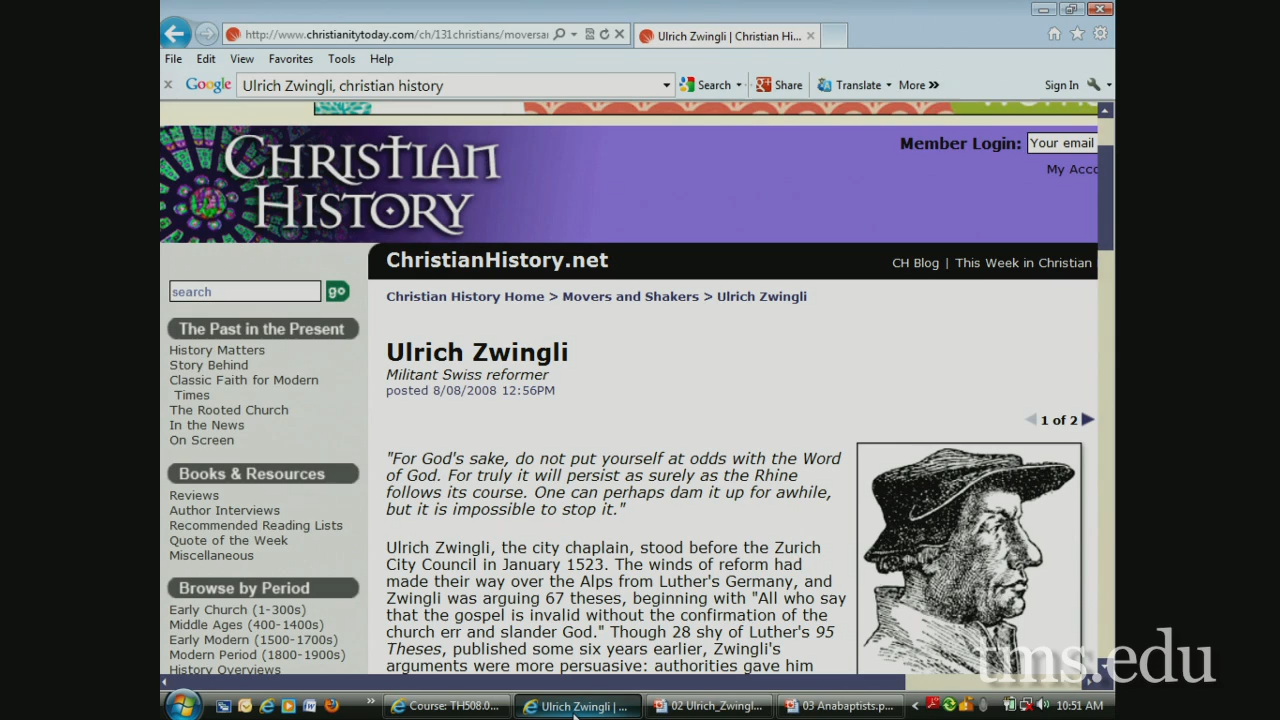 http://www.christianitytoday.com/ch/131christians/moversa
Ulrich Zwingli | Christian Hi...
File Edit View Favorites Tools Help
Google Ulrich Zwingli, christian history Search Share Translate More » Sign In
CHRISTIAN
HISTORY
Member Login: Your email
My Acco
ChristianHistory.net
CH Blog | This Week in Christian
search go
Christian History Home > Movers and Shakers > Ulrich Zwingli
The Past in the Present
History Matters
Story Behind
Classic Faith for Modern
Times
The Rooted Church
In the News
On Screen
Books & Resources
Reviews
Author Interviews
Recommended Reading Lists
Quote of the Week
Miscellaneous
Browse by Period
Early Church (1-300s)
Middle Ages (400-1400s)
Early Modern (1500-1700s)
Modern Period (1800-1900s)
History Overviews
Ulrich Zwingli
Militant Swiss reformer
posted 8/08/2008 12:56PM
1 of 2
"For God's sake, do not put yourself at odds with the Word
of God. For truly it will persist as surely as the Rhine
follows its course. One can perhaps dam it up for awhile,
but it is impossible to stop it."
Ulrich Zwingli, the city chaplain, stood before the Zurich
City Council in January 1523. The winds of reform had
made their way over the Alps from Luther's Germany, and
Zwingli was arguing 67 theses, beginning with "All who say
that the gospel is invalid without the confirmation of the
church err and slander God." Though 28 shy of Luther's 95
Theses, published some six years earlier, Zwingli's
arguments were more persuasive: authorities gave him
tms.edu
Course: TH508.0... Ulrich Zwingli | ... 02 Ulrich_Zwingl... 03 Anabaptists.p... 10:51 AM